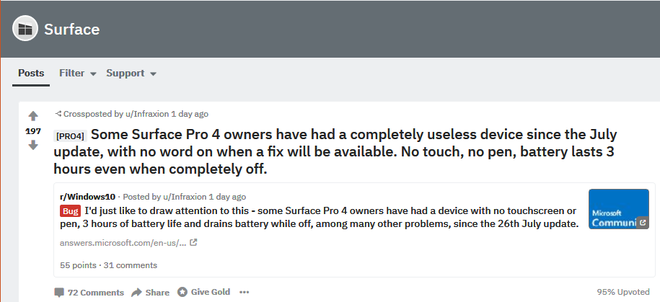 Surface
Posts Filter Support
Crossposted by u/Infraxion 1 day ago
197
[PRO4] Some Surface Pro 4 owners have had a completely useless device since the July
update, with no word on when a fix will be available. No touch, no pen, battery lasts 3
hours even when completely off.
r/Windows10 · Posted by u/Infraxion 1 day ago
Bug I'd just like to draw attention to this - some Surface Pro 4 owners have had a device with no touchscreen or
pen, 3 hours of battery life and drains battery while off, among many other problems, since the 26th July update.
Microsoft
Communi
answers.microsoft.com/en-us/...
55 points · 31 comments
72 Comments Share Give Gold ... 95% Upvoted